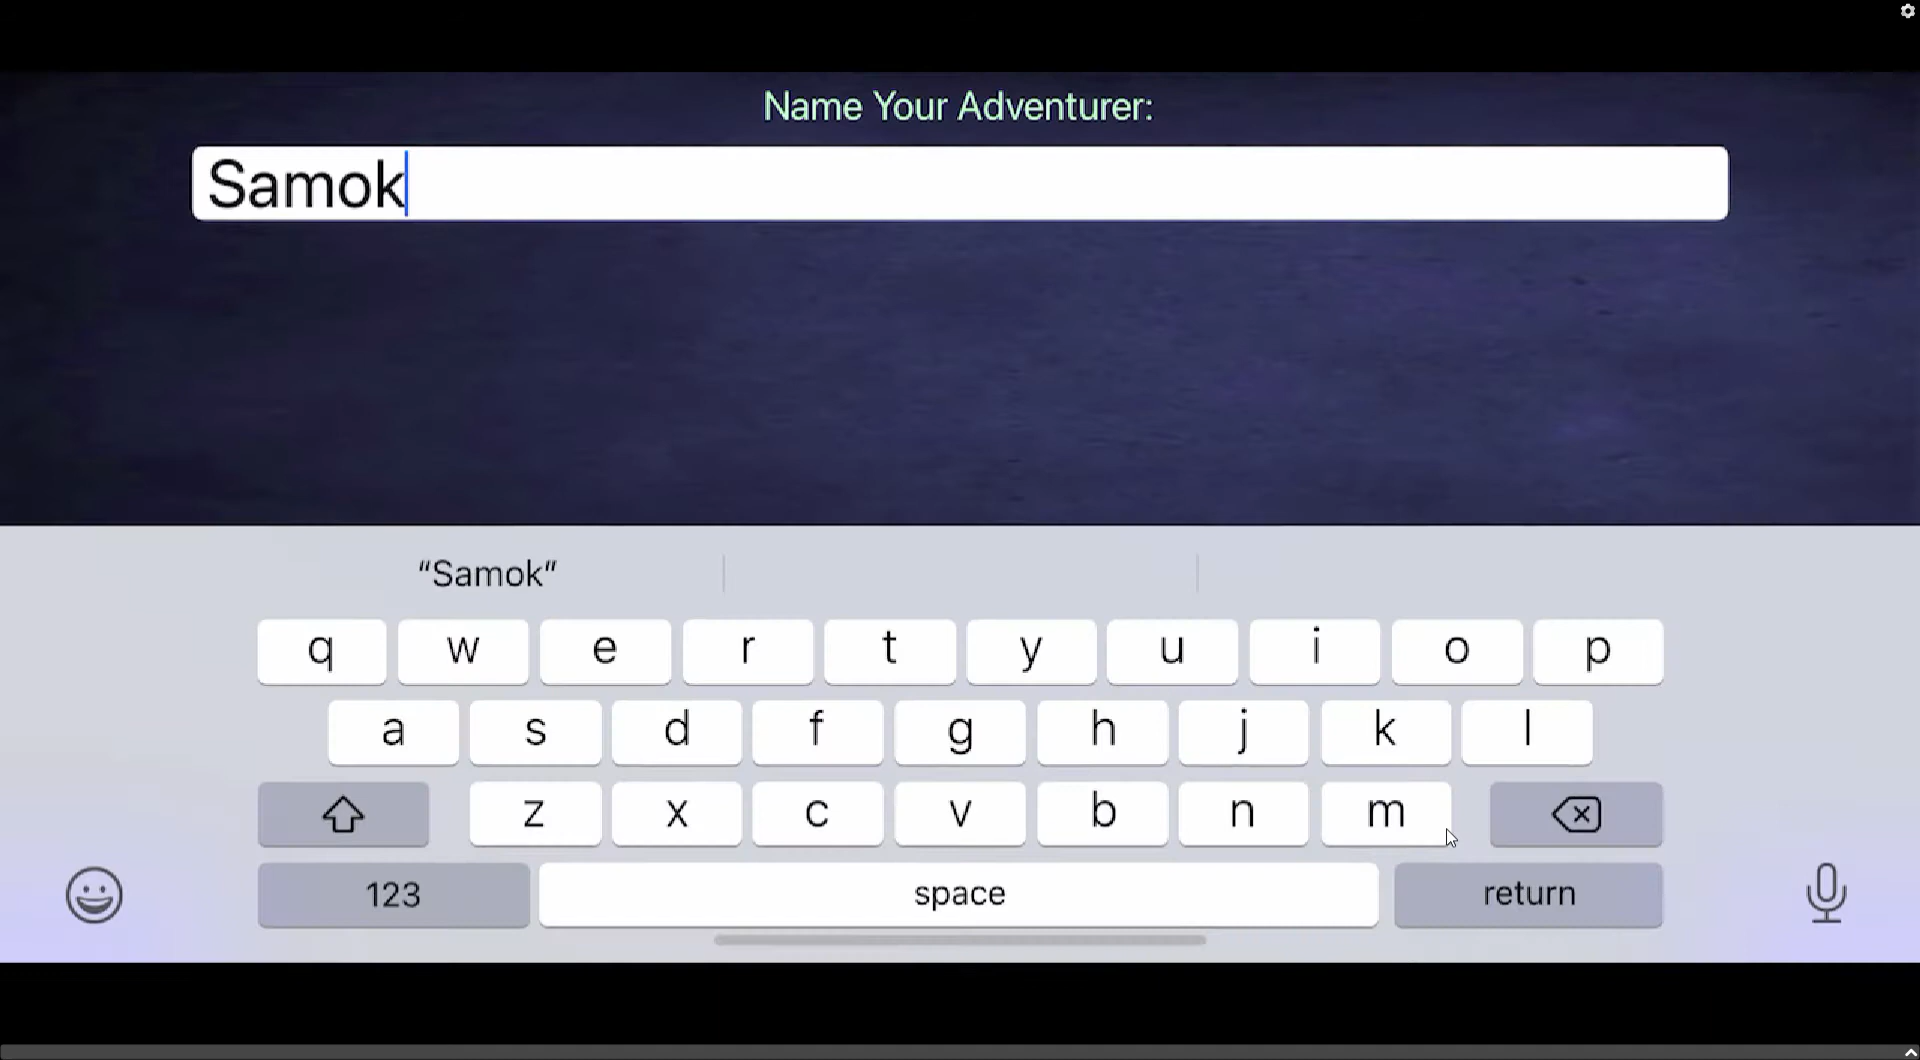 Name Your Adventurer:
Samok
“Samok”
q w e r t y u i o p
a s d f g h j k l
z x c v b n m
123 space return